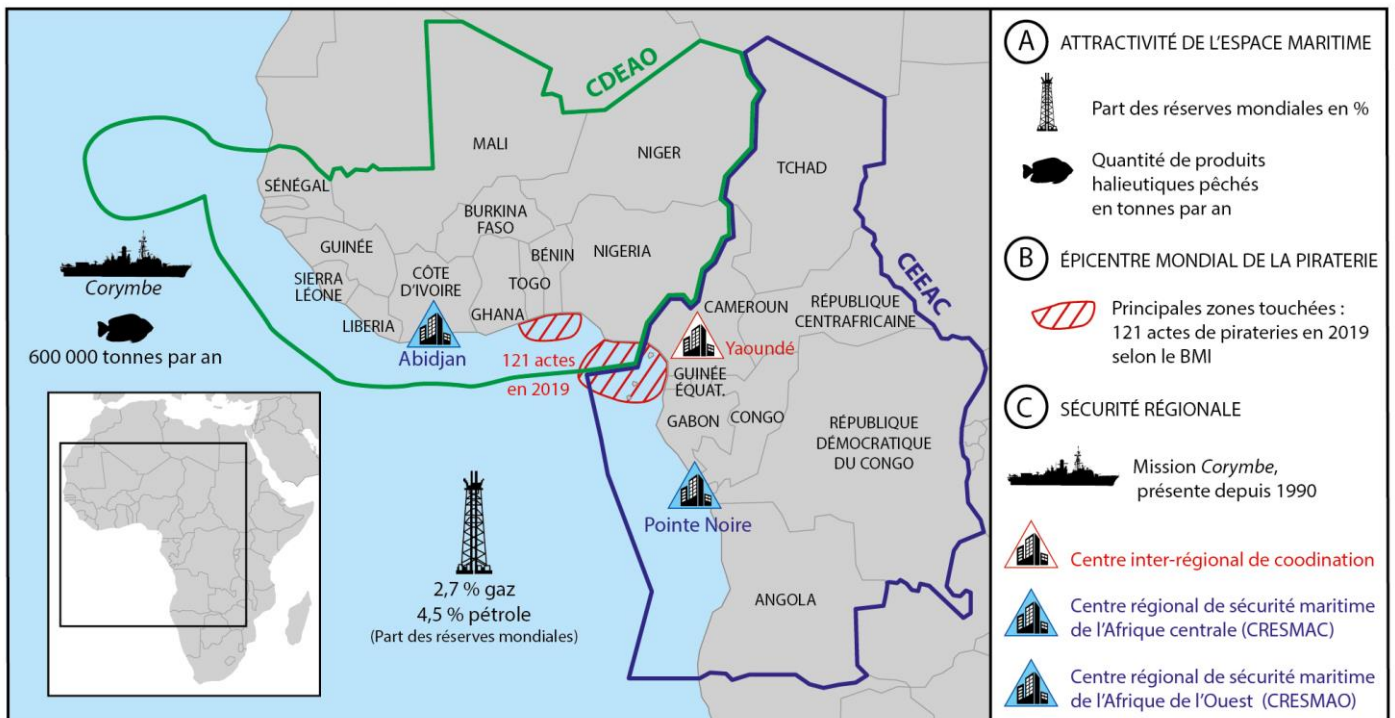 CDEAO
MALI
NIGER
TCHAD
SÉNÉGAL
BURKINA
FASO
GUINÉE
BÉNIN
NIGERIA
SIERRA
LÉONE
CÔTE
D'IVOIRE
TOGO
GHANA
LIBERIA
CAMEROUN
RÉPUBLIQUE
CENTRAFRICAINE
CEEAC
Corymbe
600 000 tonnes par an
Abidjan
121 actes
en 2019
Yaoundé
GUINÉE
ÉQUAT.
GABON
CONGO
RÉPUBLIQUE
DÉMOCRATIQUE
DU CONGO
Pointe Noire
2,7 % gaz
4,5 % pétrole
(Part des réserves mondiales)
ANGOLA
A ATTRACTIVITÉ DE L'ESPACE MARITIME
Part des réserves mondiales en %
Quantité de produits
halieutiques pêchés
en tonnes par an
B ÉPICENTRE MONDIAL DE LA PIRATERIE
Principales zones touchées :
121 actes de pirateries en 2019
selon le BMI
C SÉCURITÉ RÉGIONALE
Mission Corymbe,
présente depuis 1990
Centre inter-régional de coodination
Centre régional de sécurité maritime
de l'Afrique centrale (CRESMAC)
Centre régional de sécurité maritime
de l'Afrique de l'Ouest (CRESMAO)